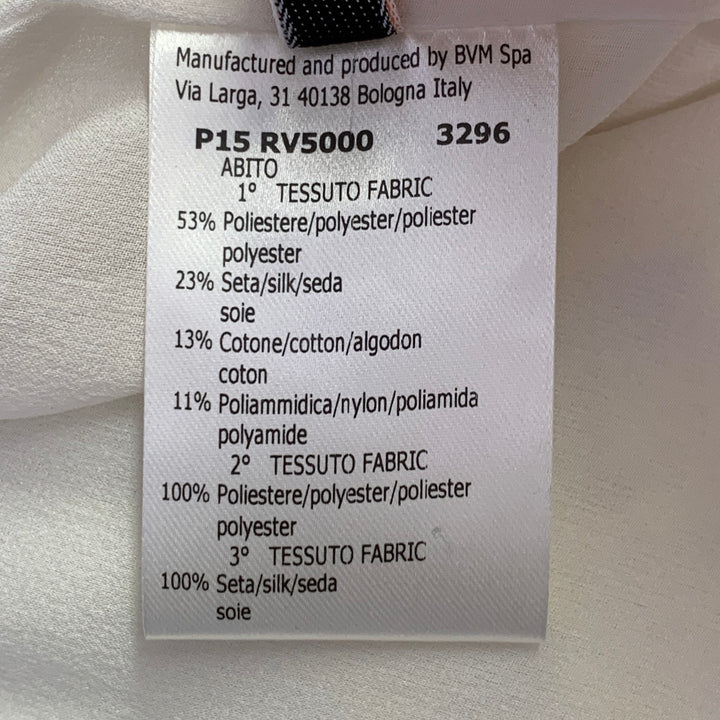 Manufactured and produced by BVM Spa
Via Larga, 31 40138 Bologna Italy
P15 RV5000 3296
ABITO
1° TESSUTO FABRIC
53% Poliestere/polyester/poliester
polyester
23% Seta/silk/seda
soie
13% Cotone/cotton/algodon
coton
11% Poliammidica/nylon/poliamida
polyamide
2° TESSUTO FABRIC
100% Poliestere/polyester/poliester
polyester
3° TESSUTO FABRIC
100% Seta/silk/seda
soie